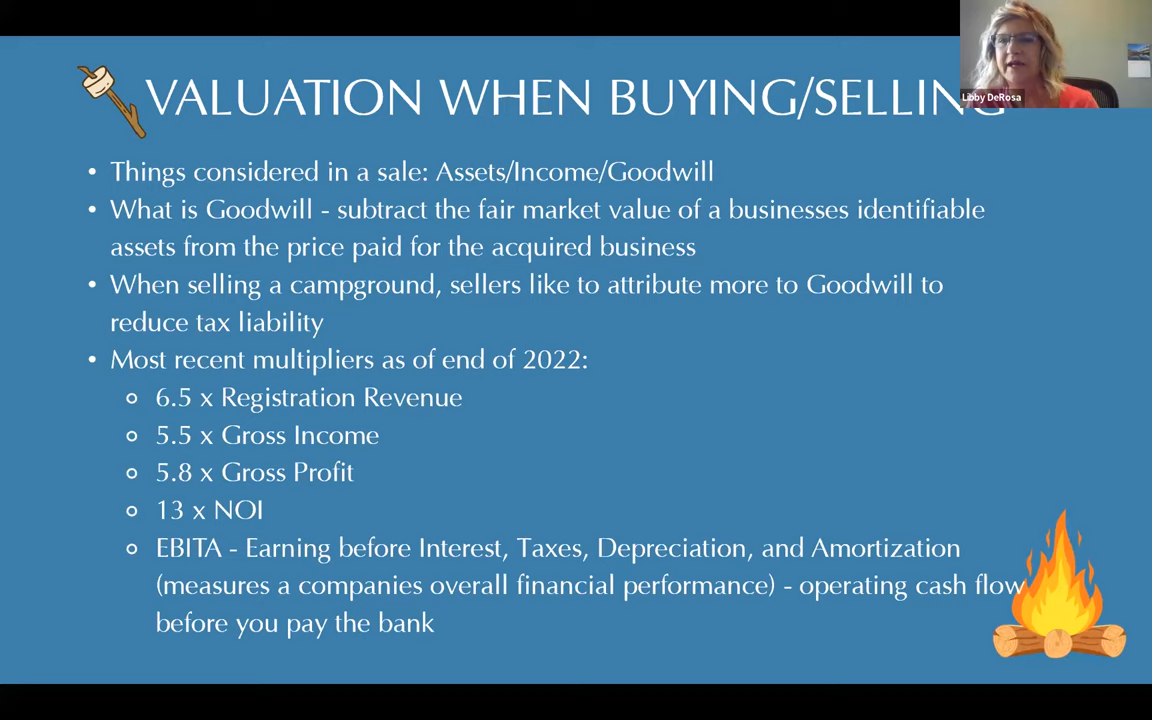 VALUATION WHEN BUYING/SELLING
Libby DeRosa
• Things considered in a sale: Assets/Income/Goodwill
• What is Goodwill - subtract the fair market value of a businesses identifiable
assets from the price paid for the acquired business
• When selling a campground, sellers like to attribute more to Goodwill to
reduce tax liability
• Most recent multipliers as of end of 2022:
○ 6.5 x Registration Revenue
○ 5.5 x Gross Income
○ 5.8 x Gross Profit
○ 13 x NOI
○ EBITA - Earning before Interest, Taxes, Depreciation, and Amortization
(measures a companies overall financial performance) - operating cash flow
before you pay the bank